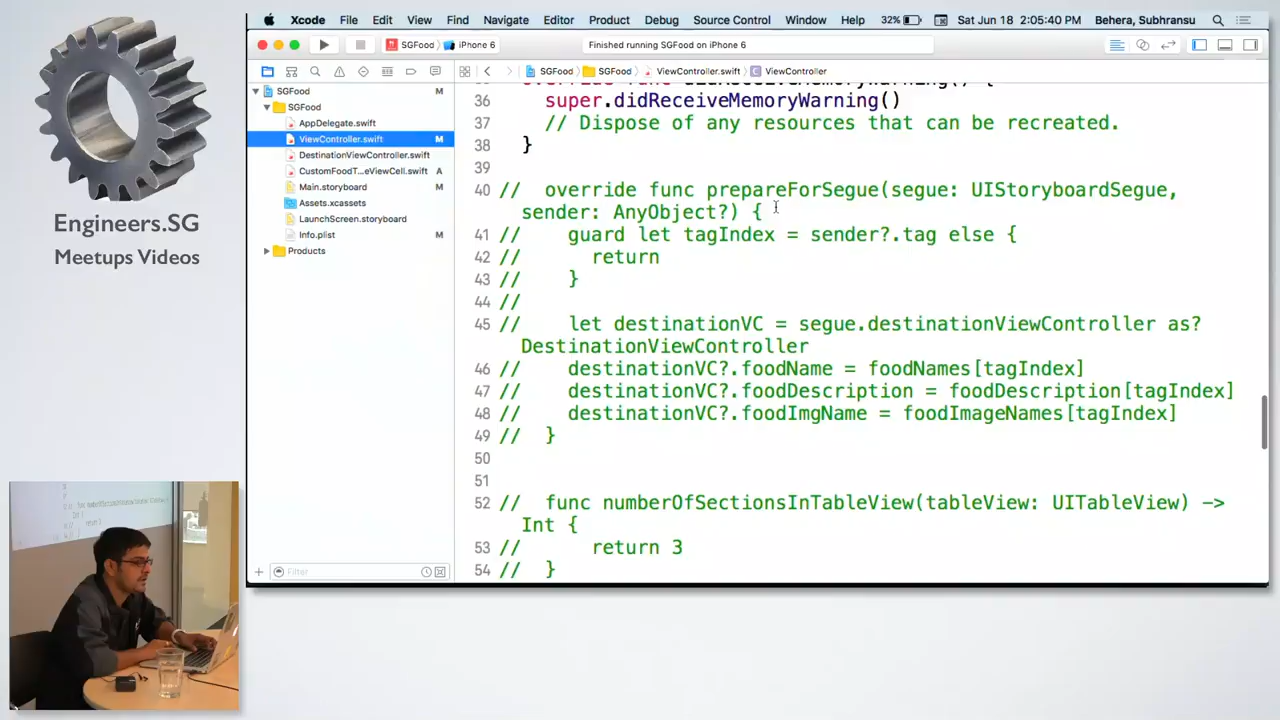 Xcode File Edit View Find Navigate Editor Product Debug Source Control Window Help 32% Sat Jun 18 2:05:40 PM Behera, Subhransu
SGFood iPhone 6 Finished running SGFood on iPhone 6
SGFood SGFood ViewController.swift C ViewController
SGFood M
SGFood
AppDelegate.swift
ViewController.swift M
DestinationViewController.swift
CustomFoodT...eViewCell.swift A
Main.storyboard M
Assets.xcassets
LaunchScreen.storyboard
Info.plist M
Products
Filter
36 super.didReceiveMemoryWarning()
37 // Dispose of any resources that can be recreated.
38 }
39
40 // override func prepareForSegue(segue: UIStoryboardSegue,
sender: AnyObject?) {
41 // guard let tagIndex = sender?.tag else {
42 // return
43 // }
44 //
45 // let destinationVC = segue.destinationViewController as?
DestinationViewController
46 // destinationVC?.foodName = foodNames[tagIndex]
47 // destinationVC?.foodDescription = foodDescription[tagIndex]
48 // destinationVC?.foodImgName = foodImageNames[tagIndex]
49 // }
50
51
52 // func numberOfSectionsInTableView(tableView: UITableView) ->
Int {
53 // return 3
54 // }
Engineers.SG
Meetups Videos